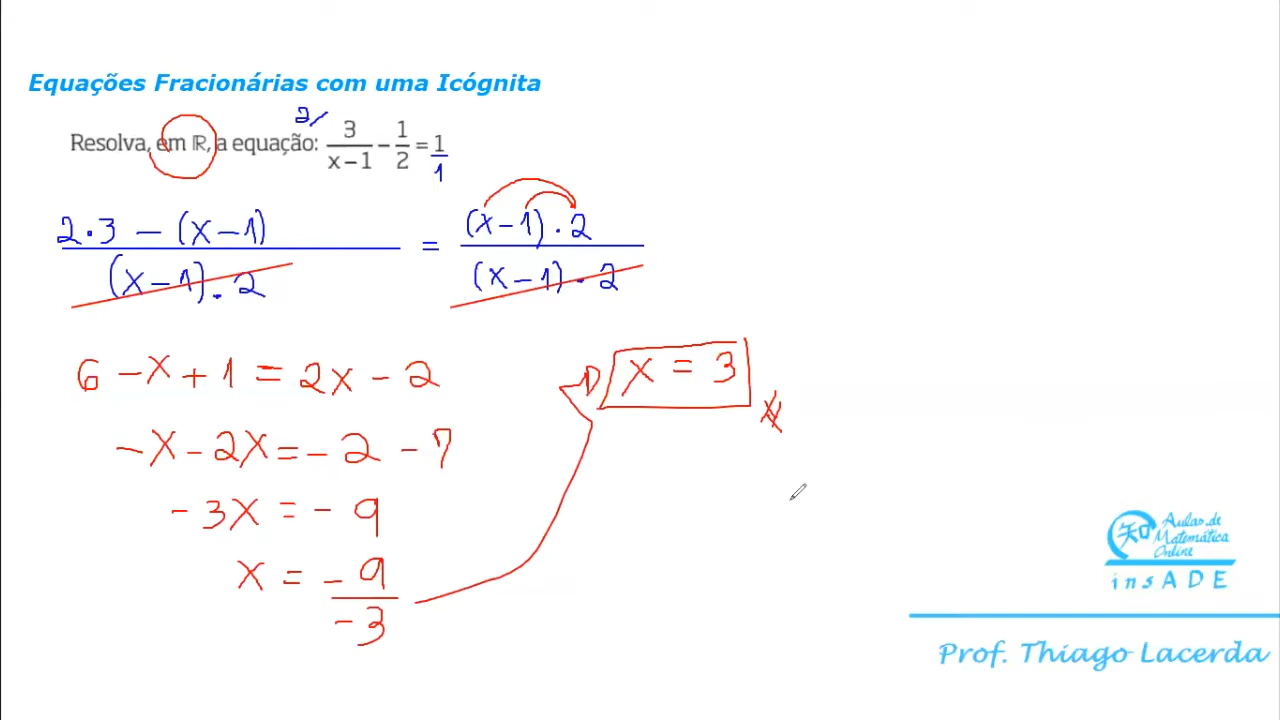 Equações Fracionárias com uma Icógnita
2/
Resolva, em ℝ, a equação: 3/(x−1) − 1/2 = 1/1
(2·3 − (x−1))/((x−1)·2) = ((x−1)·2)/((x−1)·2)
6 − x + 1 = 2x − 2
x = 3
−x − 2x = −2 − 7
−3x = −9
x = −9/−3
知 Aulas de
Matemática
Online
insADE
Prof. Thiago Lacerda